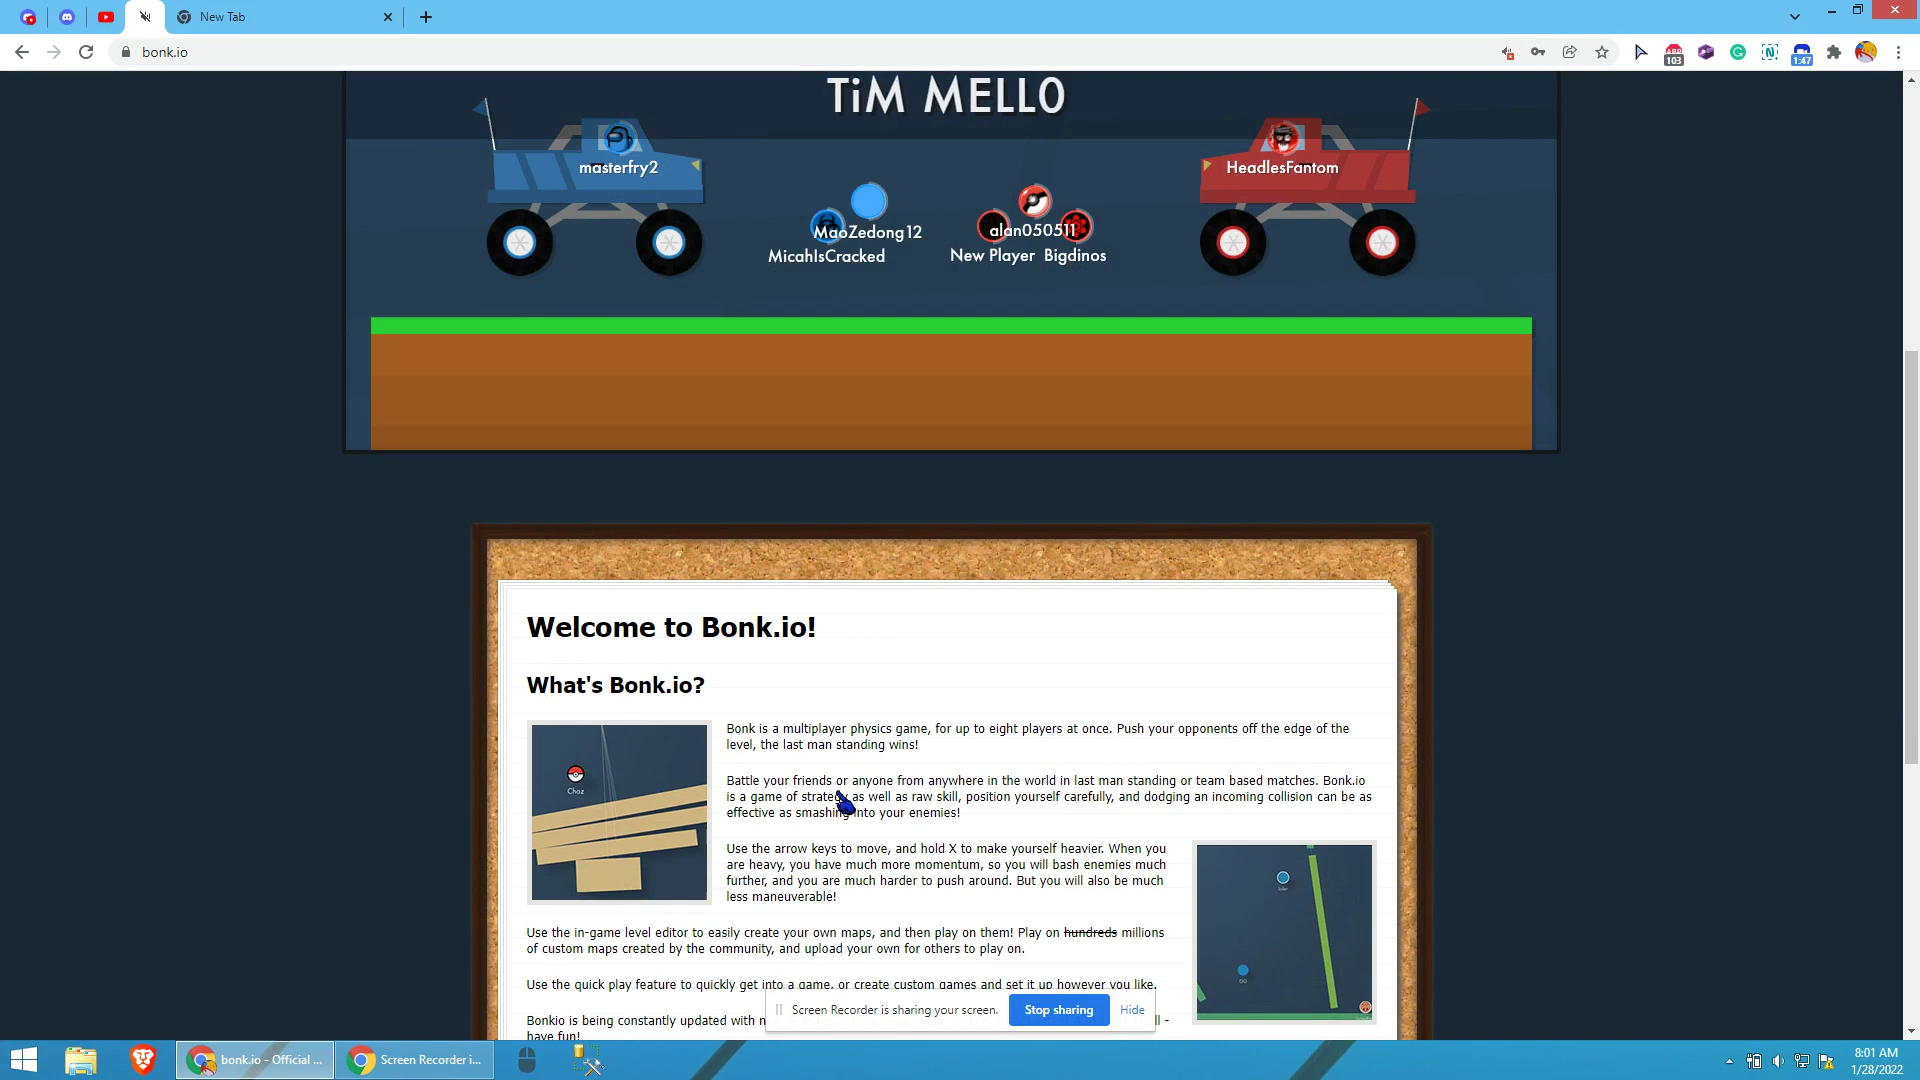 New Tab
bonk.io
103
1:47
TiM MELLO
masterfry2
HeadlesFantom
MaoZedong12
alan050511
MicahIsCracked
New Player
Bigdinos
Welcome to Bonk.io!
What's Bonk.io?
Bonk is a multiplayer physics game, for up to eight players at once. Push your opponents off the edge of the
level, the last man standing wins!
Battle your friends or anyone from anywhere in the world in last man standing or team based matches. Bonk.io
is a game of strategy as well as raw skill, position yourself carefully, and dodging an incoming collision can be as
effective as smashing into your enemies!
Choz
Use the arrow keys to move, and hold X to make yourself heavier. When you
are heavy, you have much more momentum, so you will bash enemies much
further, and you are much harder to push around. But you will also be much
less maneuverable!
Use the in-game level editor to easily create your own maps, and then play on them! Play on hundreds millions
of custom maps created by the community, and upload your own for others to play on.
Use the quick play feature to quickly get into a game, or create custom games and set it up however you like.
Bonkio is being constantly updated with
have fun!
Screen Recorder is sharing your screen.
Stop sharing
Hide
bonk.io - Official ...
Screen Recorder i...
8:01 AM
1/28/2022